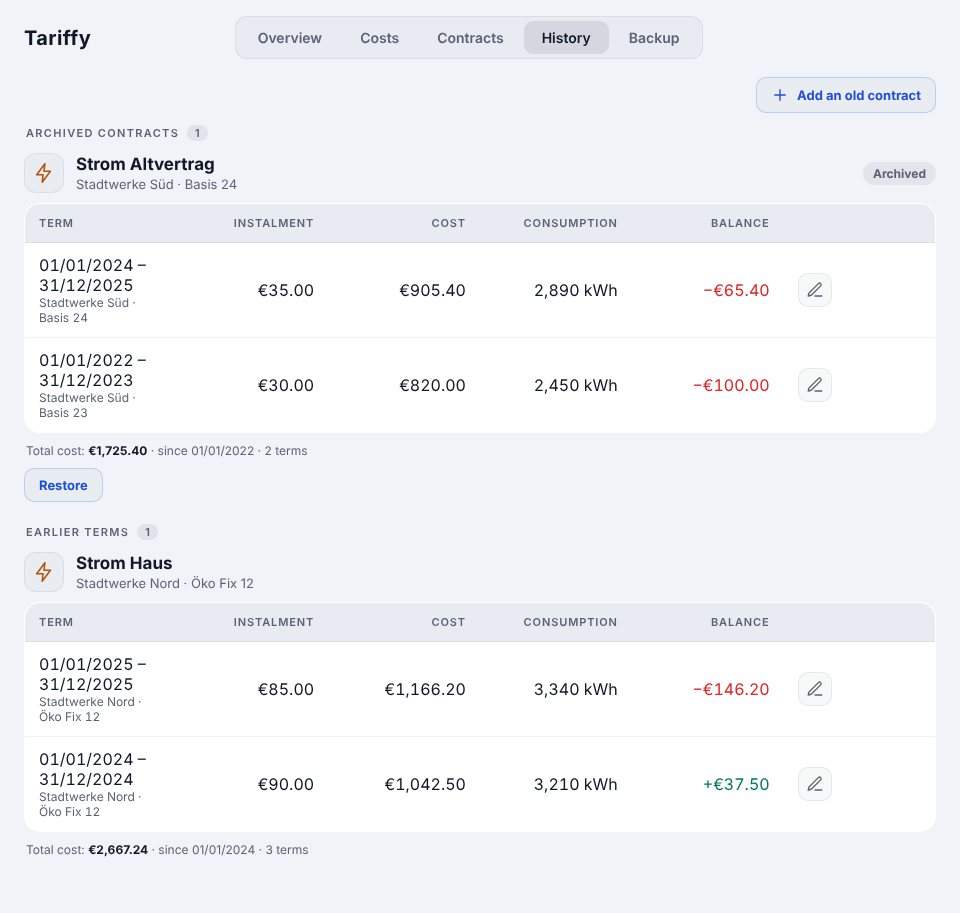 Tariffy
Overview
Costs
Contracts
History
Backup
Add an old contract
ARCHIVED CONTRACTS 1
Strom Altvertrag
Stadtwerke Süd · Basis 24
Archived
TERM INSTALMENT COST CONSUMPTION BALANCE
01/01/2024 –
31/12/2025
Stadtwerke Süd ·
Basis 24
€35.00 €905.40 2,890 kWh −€65.40
01/01/2022 –
31/12/2023
Stadtwerke Süd ·
Basis 23
€30.00 €820.00 2,450 kWh −€100.00
Total cost: €1,725.40 · since 01/01/2022 · 2 terms
Restore
EARLIER TERMS 1
Strom Haus
Stadtwerke Nord · Öko Fix 12
TERM INSTALMENT COST CONSUMPTION BALANCE
01/01/2025 –
31/12/2025
Stadtwerke Nord ·
Öko Fix 12
€85.00 €1,166.20 3,340 kWh −€146.20
01/01/2024 –
31/12/2024
Stadtwerke Nord ·
Öko Fix 12
€90.00 €1,042.50 3,210 kWh +€37.50
Total cost: €2,667.24 · since 01/01/2024 · 3 terms